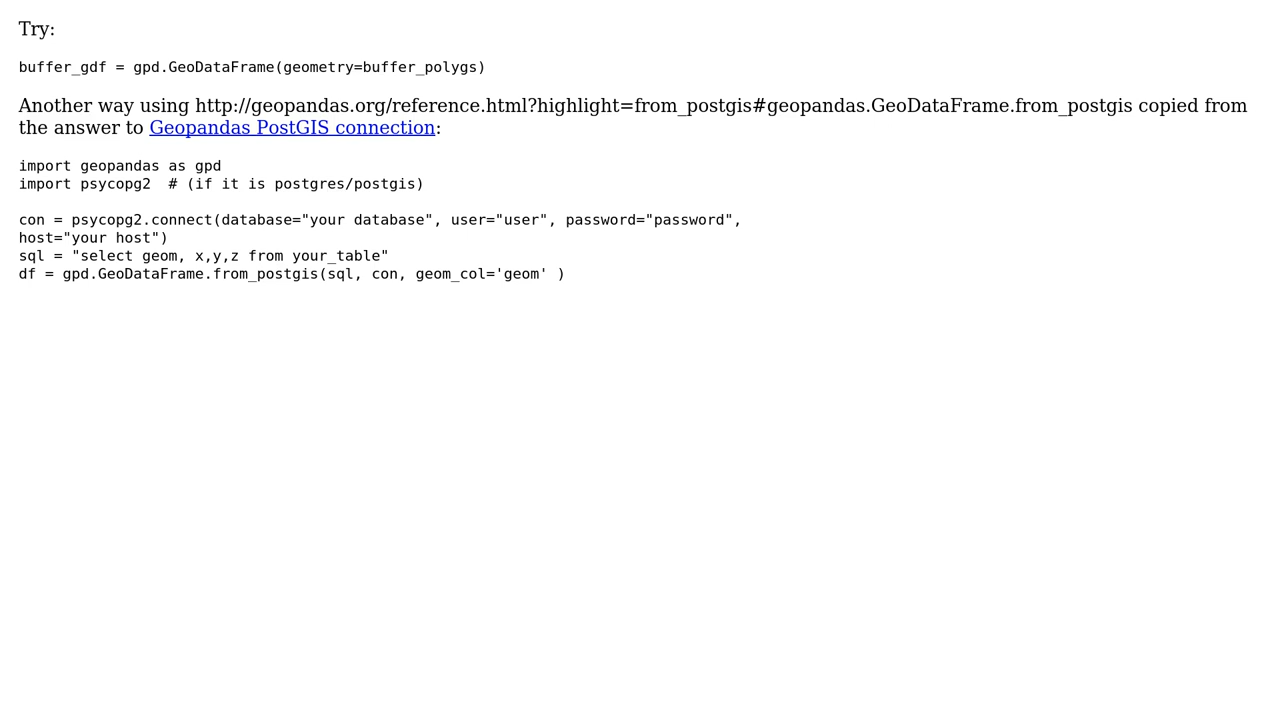 Try:
buffer_gdf = gpd.GeoDataFrame(geometry=buffer_polygs)
Another way using http://geopandas.org/reference.html?highlight=from_postgis#geopandas.GeoDataFrame.from_postgis copied from
the answer to Geopandas PostGIS connection:
import geopandas as gpd
import psycopg2  # (if it is postgres/postgis)
con = psycopg2.connect(database="your database", user="user", password="password",
host="your host")
sql = "select geom, x,y,z from your_table"
df = gpd.GeoDataFrame.from_postgis(sql, con, geom_col='geom' )